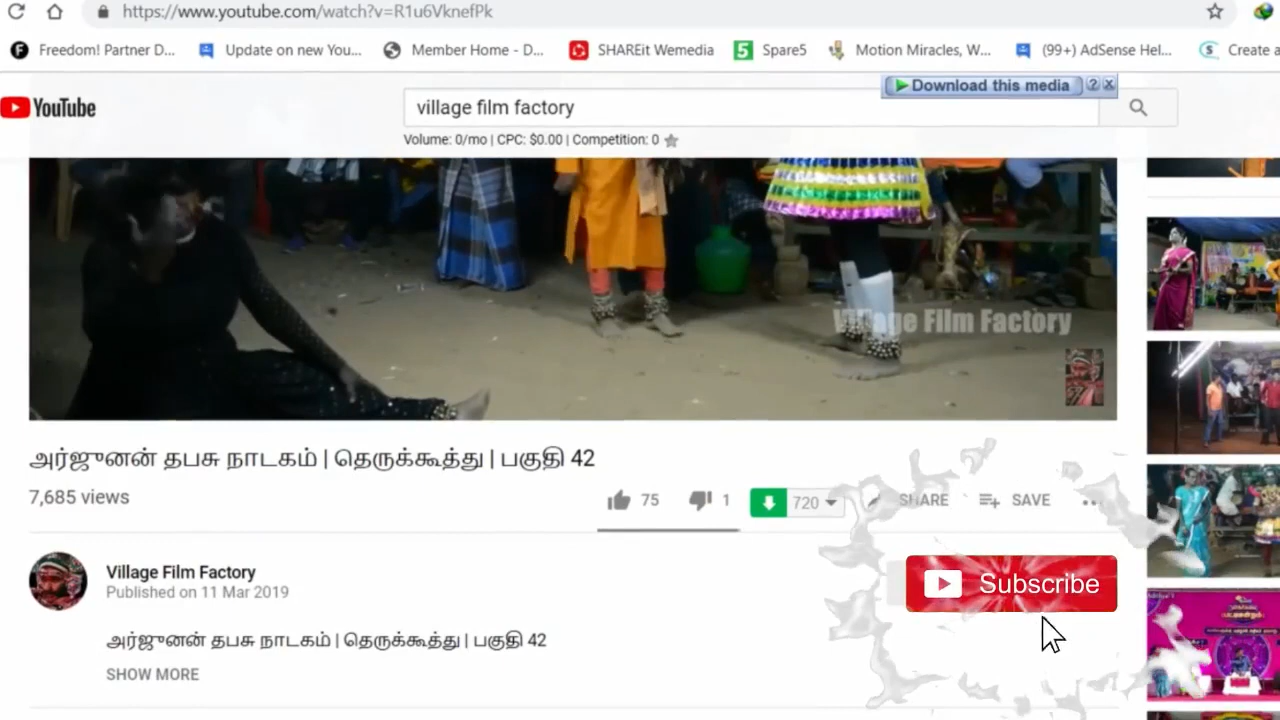 https://www.youtube.com/watch?v=R1u6VknefPk
Freedom! Partner D... Update on new You... Member Home - D... SHAREit Wemedia 5 Spare5 Motion Miracles, W... (99+) AdSense Hel... Create a
Download this media ? X
YouTube village film factory
Volume: 0/mo | CPC: $0.00 | Competition: 0
Village Film Factory
அர்ஜுனன் தபசு நாடகம் | தெருக்கூத்து | பகுதி 42
7,685 views 75 1 720 SHARE SAVE
Village Film Factory
Published on 11 Mar 2019
Subscribe
அர்ஜுனன் தபசு நாடகம் | தெருக்கூத்து | பகுதி 42
SHOW MORE